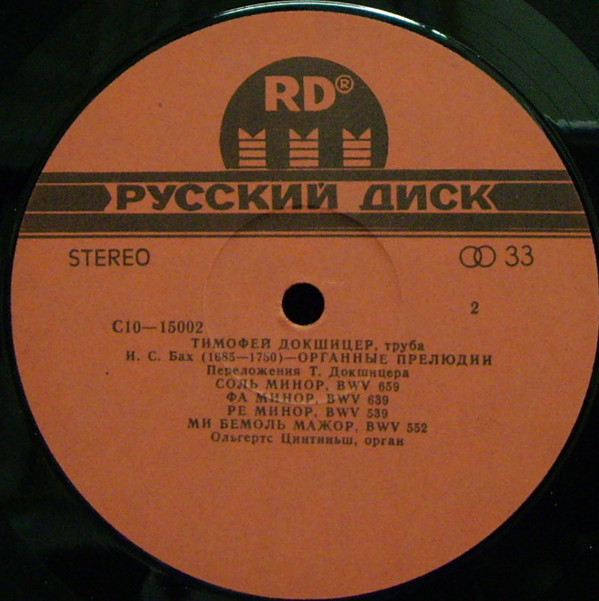 RD®
РУССКИЙ ДИСК
STEREO
33
2
С10—15002
ТИМОФЕЙ ДОКШИЦЕР, труба
И. С. Бах (1685—1750)—ОРГАННЫЕ ПРЕЛЮДИИ
Переложения Т. Докшицера
СОЛЬ МИНОР, BWV 659
ФА МИНОР, BWV 639
РЕ МИНОР, BWV 539
МИ БЕМОЛЬ МАЖОР, BWV 552
Ольгертс Цинтиньш, орган